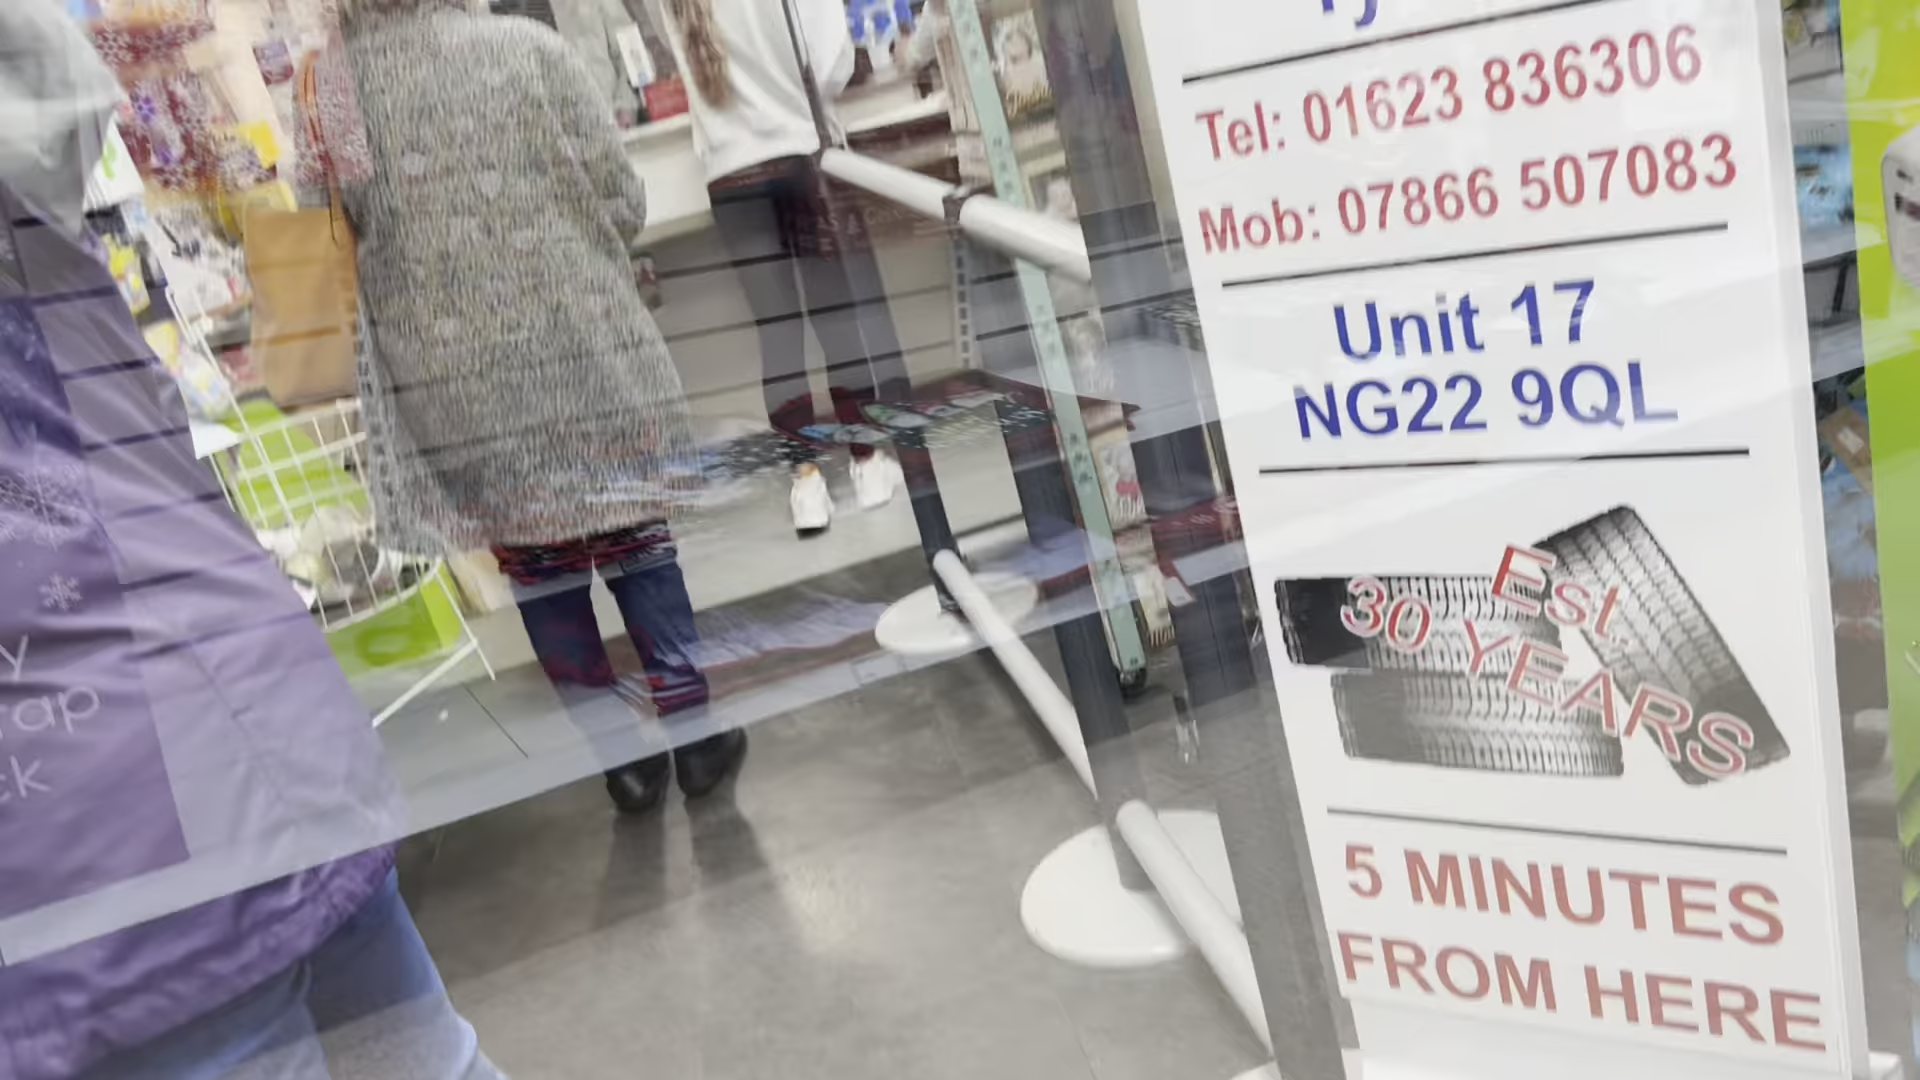 Tel: 01623 836306
Mob: 07866 507083
Unit 17
NG22 9QL
Est.
30 YEARS
5 MINUTES
FROM HERE